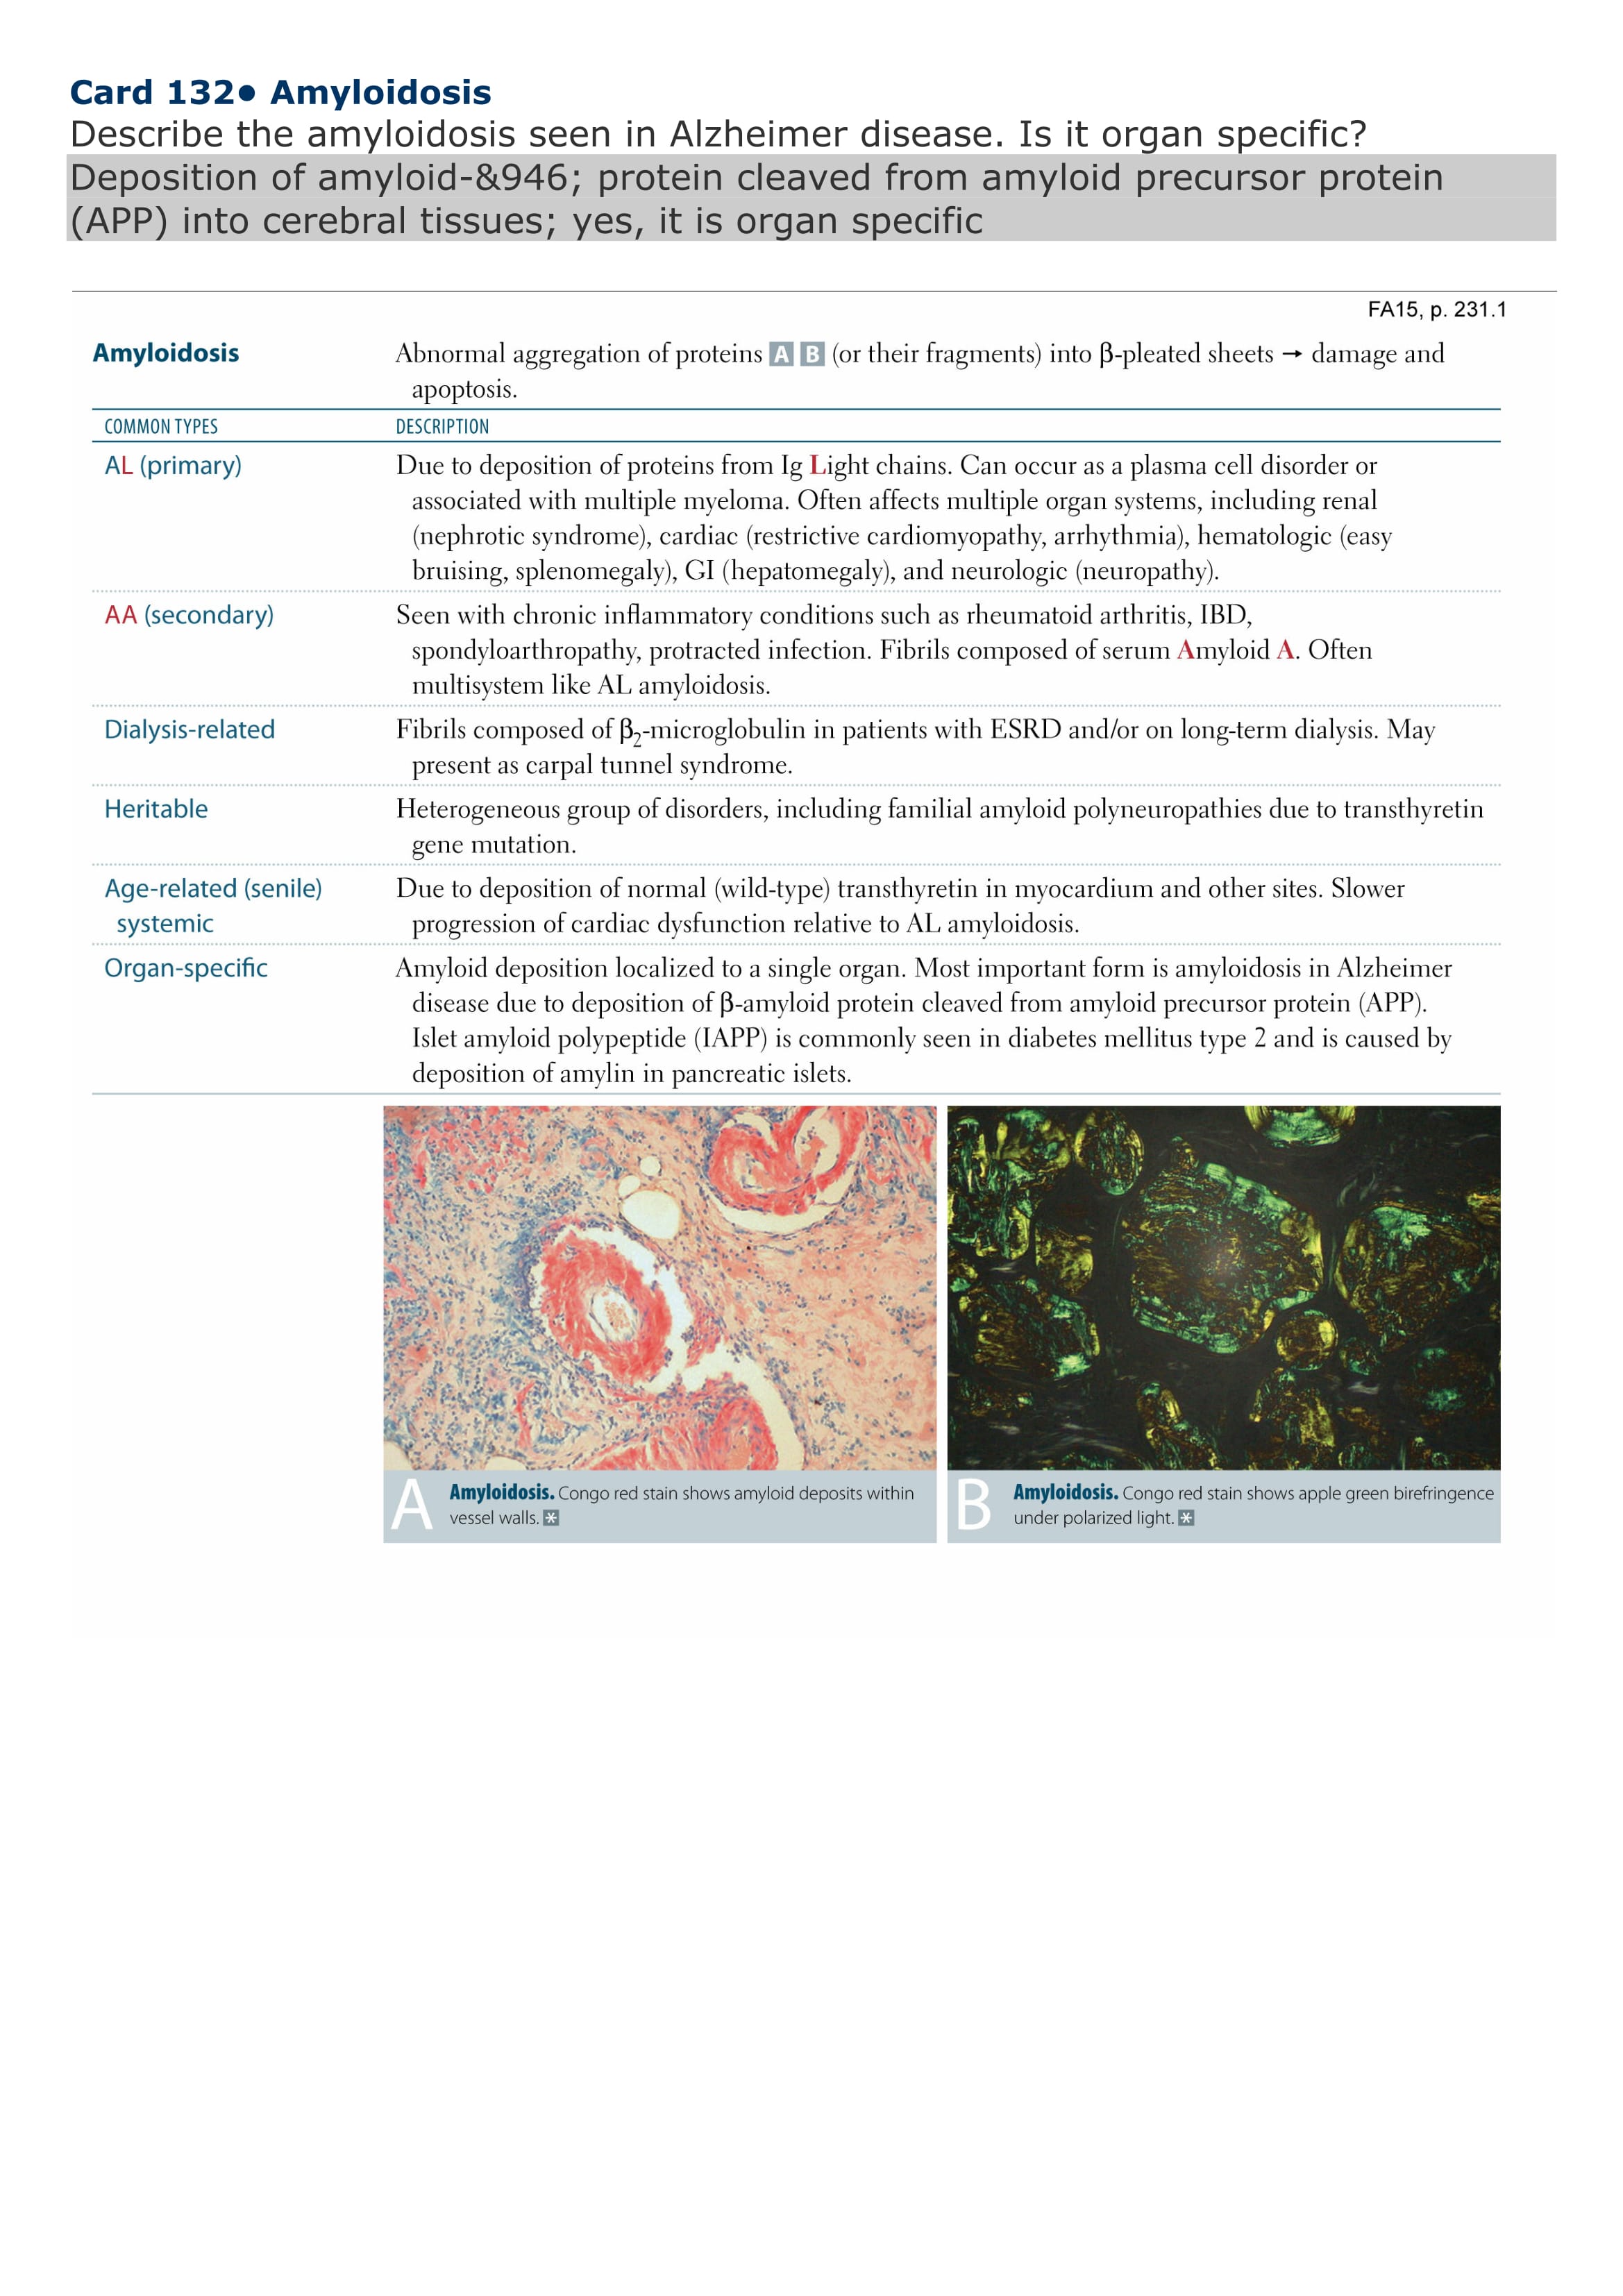 Card 132• Amyloidosis
Describe the amyloidosis seen in Alzheimer disease. Is it organ specific?
Deposition of amyloid-&946; protein cleaved from amyloid precursor protein
(APP) into cerebral tissues; yes, it is organ specific
FA15, p. 231.1
Amyloidosis Abnormal aggregation of proteins A B (or their fragments) into β-pleated sheets → damage and
apoptosis.
COMMON TYPES DESCRIPTION
AL (primary) Due to deposition of proteins from Ig Light chains. Can occur as a plasma cell disorder or
associated with multiple myeloma. Often affects multiple organ systems, including renal
(nephrotic syndrome), cardiac (restrictive cardiomyopathy, arrhythmia), hematologic (easy
bruising, splenomegaly), GI (hepatomegaly), and neurologic (neuropathy).
AA (secondary) Seen with chronic inflammatory conditions such as rheumatoid arthritis, IBD,
spondyloarthropathy, protracted infection. Fibrils composed of serum Amyloid A. Often
multisystem like AL amyloidosis.
Dialysis-related Fibrils composed of β2-microglobulin in patients with ESRD and/or on long-term dialysis. May
present as carpal tunnel syndrome.
Heritable Heterogeneous group of disorders, including familial amyloid polyneuropathies due to transthyretin
gene mutation.
Age-related (senile) Due to deposition of normal (wild-type) transthyretin in myocardium and other sites. Slower
systemic progression of cardiac dysfunction relative to AL amyloidosis.
Organ-specific Amyloid deposition localized to a single organ. Most important form is amyloidosis in Alzheimer
disease due to deposition of β-amyloid protein cleaved from amyloid precursor protein (APP).
Islet amyloid polypeptide (IAPP) is commonly seen in diabetes mellitus type 2 and is caused by
deposition of amylin in pancreatic islets.
A Amyloidosis. Congo red stain shows amyloid deposits within
vessel walls. *
B Amyloidosis. Congo red stain shows apple green birefringence
under polarized light. *